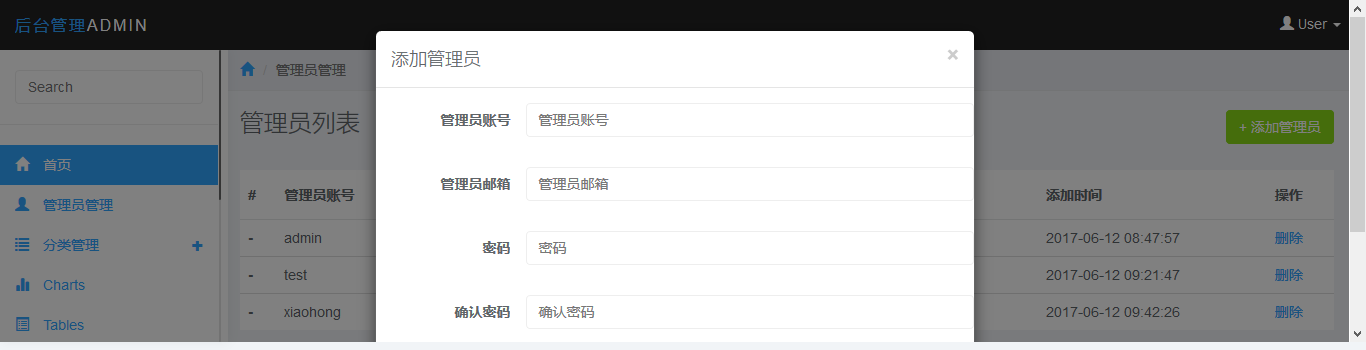 后台管理ADMIN
User
添加管理员
×
Search
管理员管理
管理员列表
+ 添加管理员
管理员账号
管理员账号
管理员邮箱
管理员邮箱
密码
密码
确认密码
确认密码
首页
管理员管理
分类管理
Charts
Tables
# 管理员账号 添加时间 操作
- admin 2017-06-12 08:47:57 删除
- test 2017-06-12 09:21:47 删除
- xiaohong 2017-06-12 09:42:26 删除